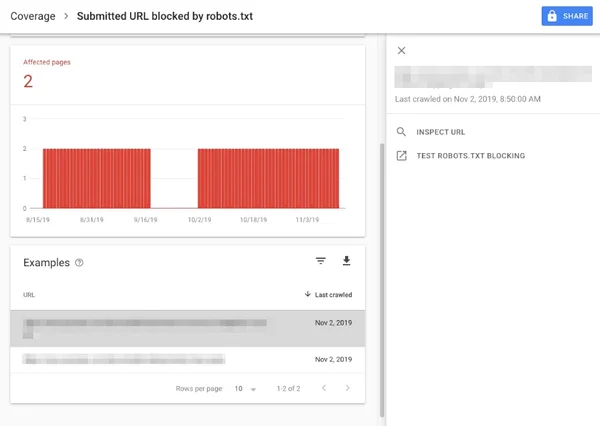 Coverage > Submitted URL blocked by robots.txt
SHARE
Affected pages
2
3
2
1
0
8/15/19 8/31/19 9/16/19 10/2/19 10/18/19 11/3/19
Examples
URL Last crawled
Nov 2, 2019
Nov 2, 2019
Rows per page 10 1-2 of 2
Last crawled on Nov 2, 2019, 8:50:00 AM
INSPECT URL
TEST ROBOTS.TXT BLOCKING